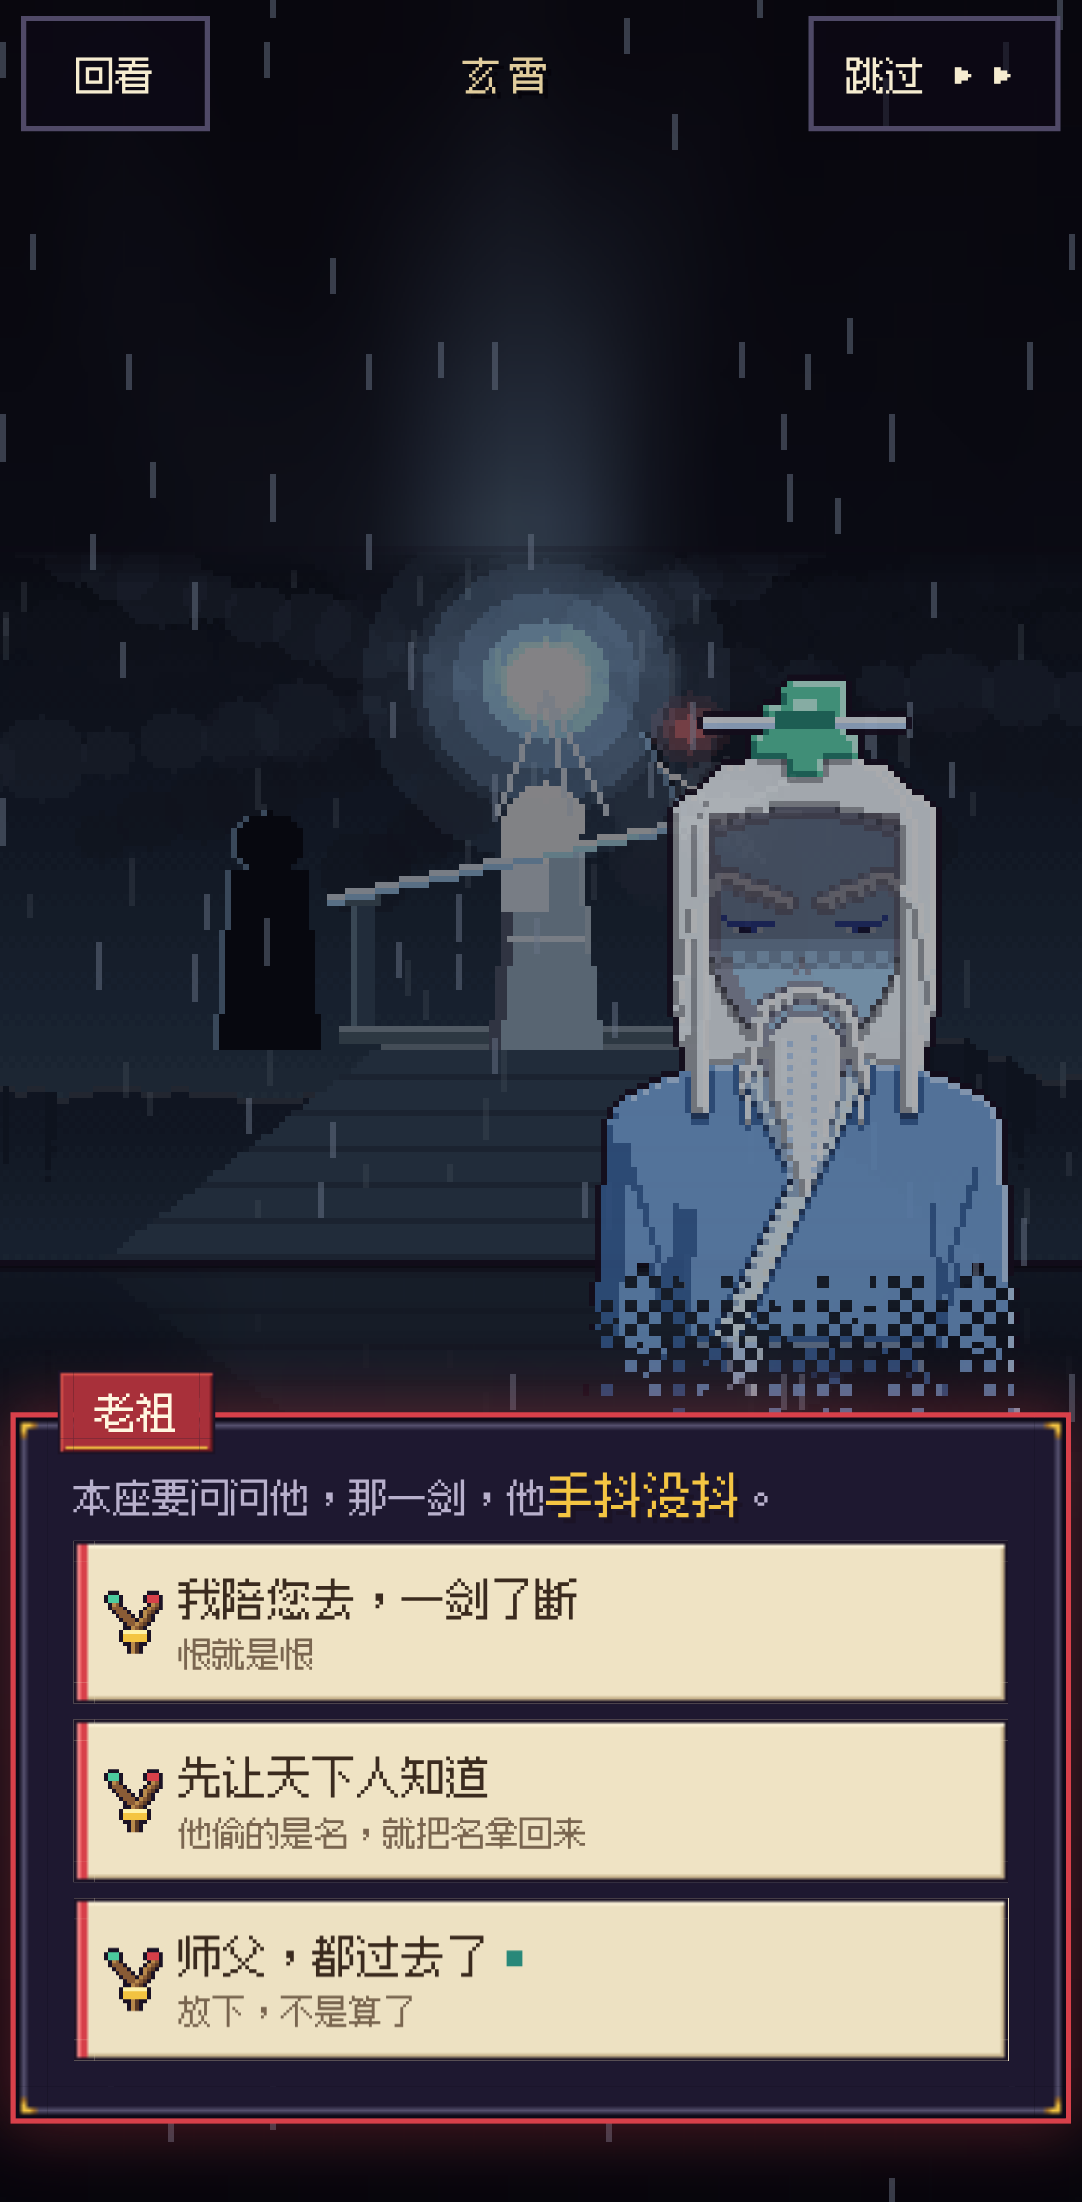 回看
玄霄
跳过 ▶ ▶
老祖
本座要问问他，那一剑，他手抖没抖。
我陪您去，一剑了断
恨就是恨
先让天下人知道
他偷的是名，就把名拿回来
师父，都过去了
放下，不是算了